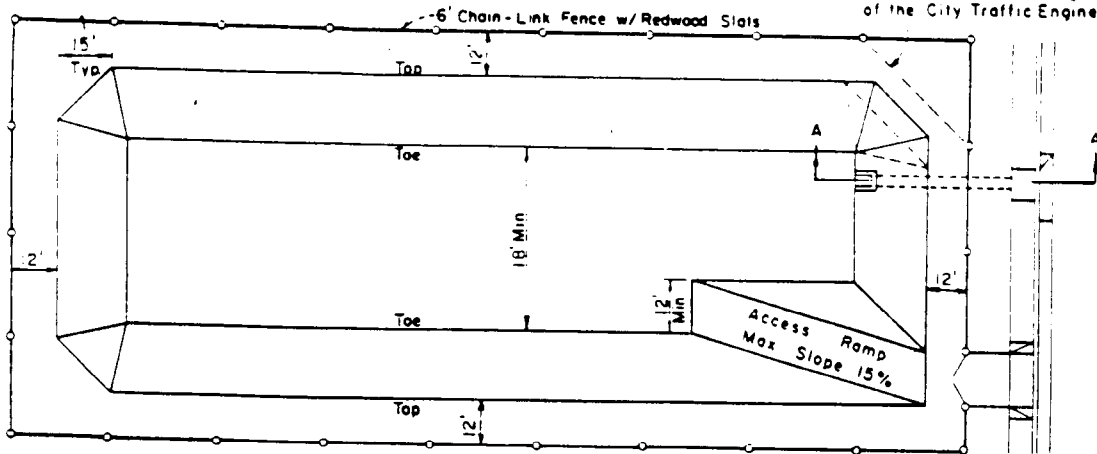 of the City Traffic Engine
6' Chain-Link Fence w/ Redwood Slats
15'
Typ.
12'
Top
A
A
Toe
12'
18' Min
12'
12'
Min
Access Ramp
Max Slope 15%
Toe
Top
12'